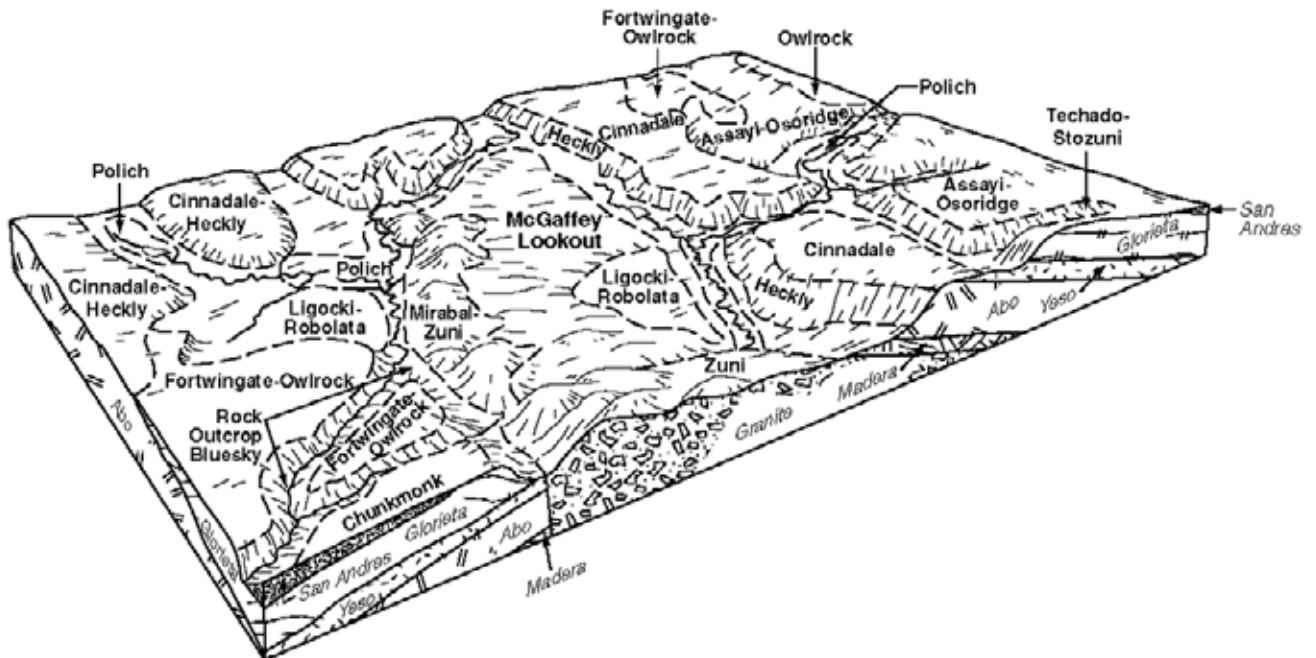 Fortwingate-
Owlrock
Owlrock
Polich
Techado-
Stozuni
Polich
Cinnadale-
Heckly
Heckly
Cinnadale
Assayi-Osoridge
McGaffey
Lookout
Assayi-
Osoridge
San
Andres
Glorieta
Cinnadale-
Heckly
Polich
Ligocki-
Robolata
Cinnadale
Heckly
Abo
Yeso
Ligocki-
Robolata
Mirabal-
Zuni
Fortwingate-Owlrock
Zuni
Madera
Granite
Abo
Rock
Outcrop
Bluesky
Fortwingate-
Owlrock
Chunkmonk
Glorieta
San Andres
Glorieta
Yeso
Abo
Madera